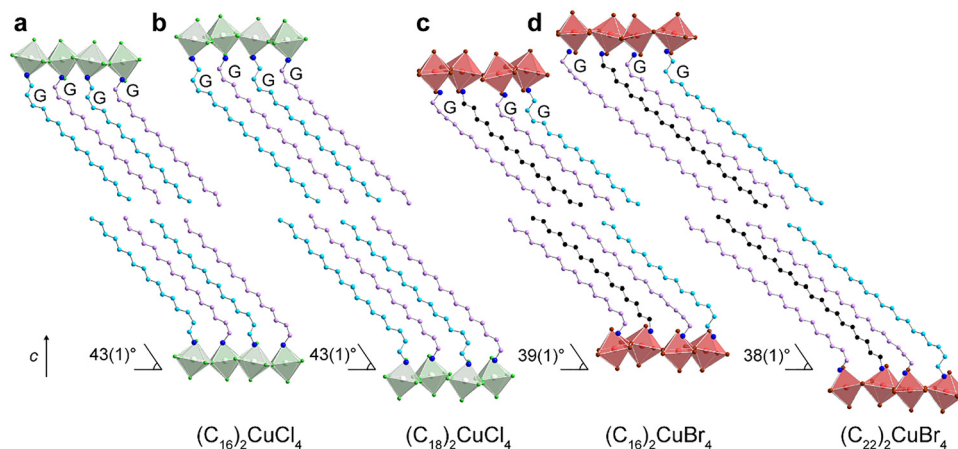 a
b
c
d
G
G
G
G
G
G
G
G
G
G
G
G
c
43(1)°
43(1)°
39(1)°
38(1)°
(C₁₆)₂CuCl₄
(C₁₈)₂CuCl₄
(C₁₆)₂CuBr₄
(C₂₂)₂CuBr₄